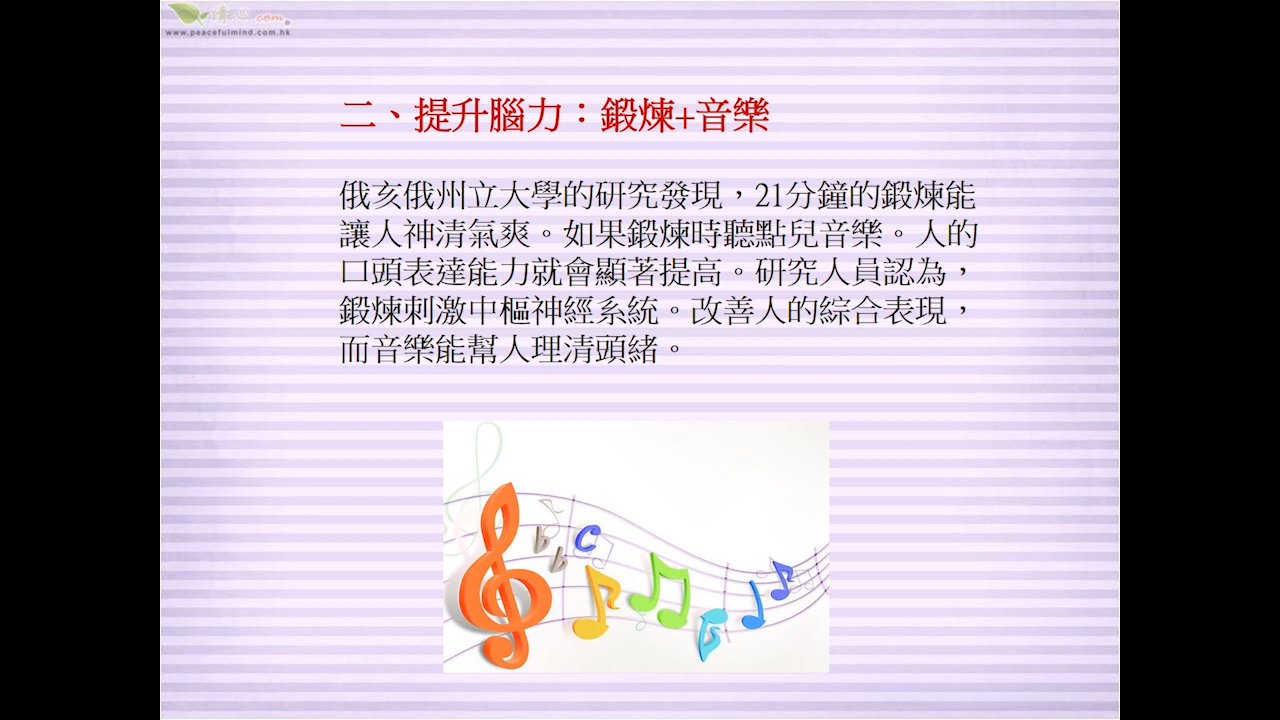 清心.com
www.peacefulmind.com.hk
二、提升腦力：鍛煉+音樂
俄亥俄州立大學的研究發現，21分鐘的鍛煉能
讓人神清氣爽。如果鍛煉時聽點兒音樂。人的
口頭表達能力就會顯著提高。研究人員認為，
鍛煉刺激中樞神經系統。改善人的綜合表現，
而音樂能幫人理清頭緒。